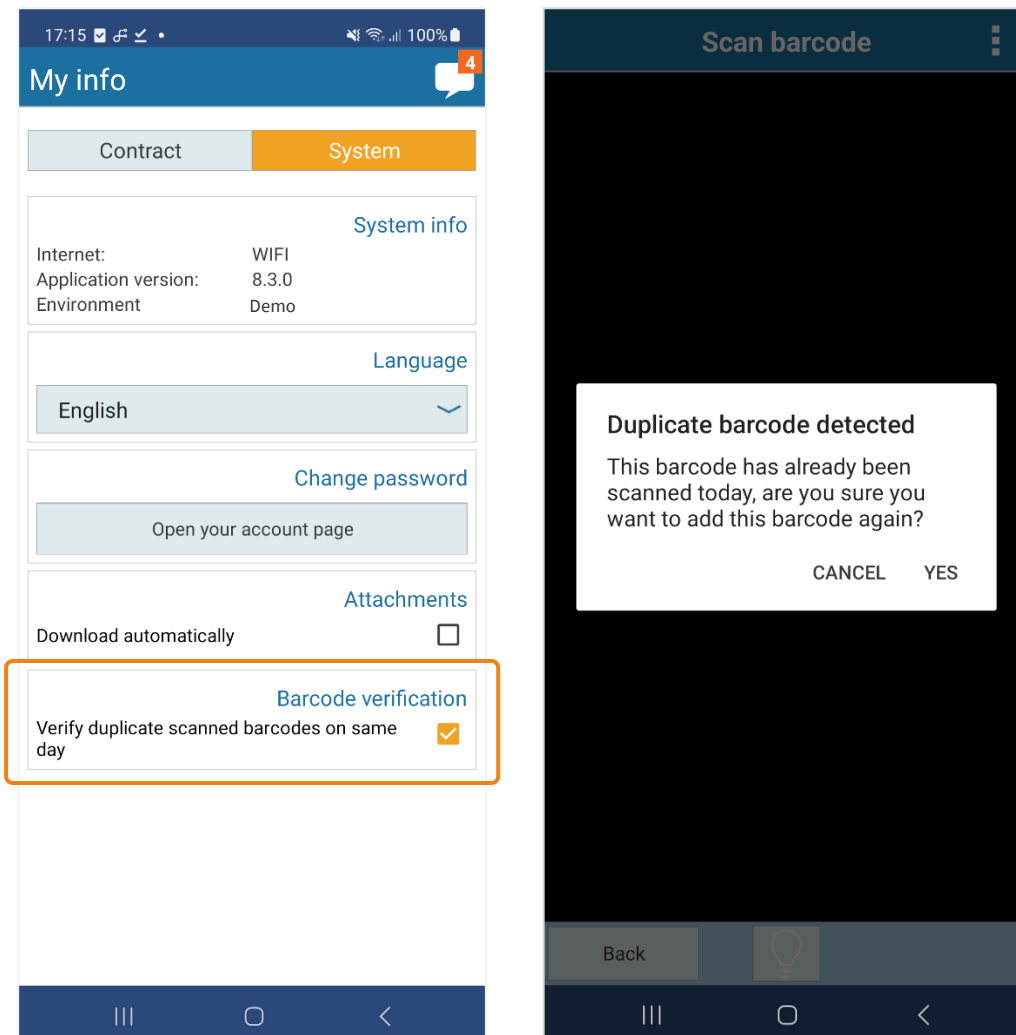 17:15
100%
My info
4
Contract
System
System info
Internet:
WIFI
Application version:
8.3.0
Environment
Demo
Language
English
Change password
Open your account page
Attachments
Download automatically
Barcode verification
Verify duplicate scanned barcodes on same
day
Scan barcode
Duplicate barcode detected
This barcode has already been
scanned today, are you sure you
want to add this barcode again?
CANCEL
YES
Back